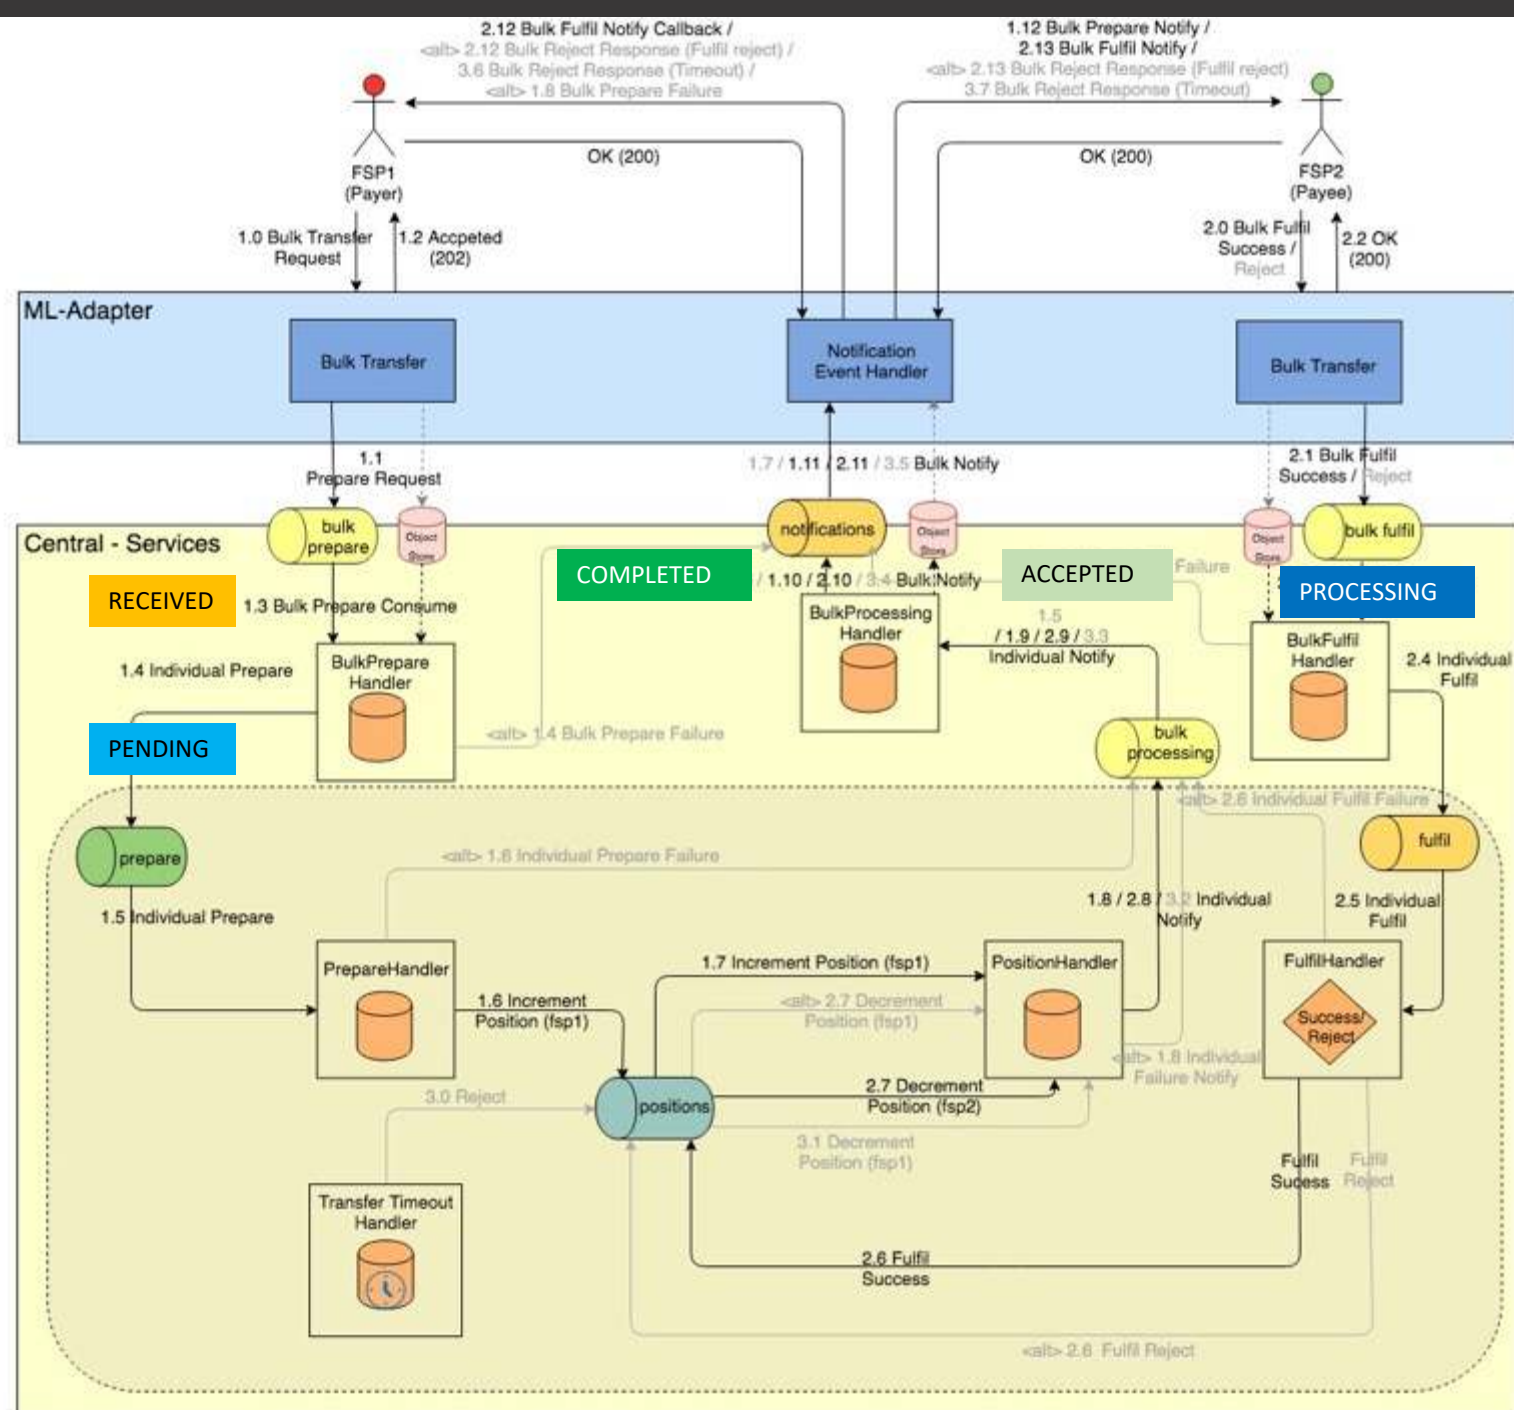 2.12 Bulk Fulfil Notify Callback /
<alt> 2.12 Bulk Reject Response (Fulfil reject) /
3.6 Bulk Reject Response (Timeout) /
<alt> 1.8 Bulk Prepare Failure
1.12 Bulk Prepare Notify /
2.13 Bulk Fulfil Notify /
<alt> 2.13 Bulk Reject Response (Fulfil reject)
3.7 Bulk Reject Response (Timeout)
OK (200)
OK (200)
FSP1
(Payer)
FSP2
(Payee)
1.0 Bulk Transfer
Request
1.2 Accpeted
(202)
2.0 Bulk Fulfil
Success /
Reject
2.2 OK
(200)
ML-Adapter
Bulk Transfer
Notification
Event Handler
Bulk Transfer
1.1
Prepare Request
1.7 / 1.11 / 2.11 / 3.5 Bulk Notify
2.1 Bulk Fulfil
Success / Reject
Central - Services
bulk
prepare
Object
Store
notifications
Object
Store
Object
Store
bulk fulfil
RECEIVED
COMPLETED
ACCEPTED
PROCESSING
Failure
1.3 Bulk Prepare Consume
/ 1.10 / 2.10 / 3.4 Bulk Notify
BulkPrepare
Handler
BulkProcessing
Handler
1.5
/ 1.9 / 2.9 / 3.3
Individual Notify
BulkFulfil
Handler
1.4 Individual Prepare
2.4 Individual
Fulfil
PENDING
<alt> 1.4 Bulk Prepare Failure
bulk
processing
<alt> 2.6 Individual Fulfil Failure
prepare
<alt> 1.6 Individual Prepare Failure
fulfil
1.5 Individual Prepare
1.8 / 2.8 / 3.2 Individual
Notify
2.5 Individual
Fulfil
PrepareHandler
1.6 Increment
Position (fsp1)
1.7 Increment Position (fsp1)
<alt> 2.7 Decrement
Position (fsp1)
PositionHandler
FulfilHandler
Success/
Reject
<alt> 1.8 Individual
Failure Notify
3.0 Reject
positions
2.7 Decrement
Position (fsp2)
3.1 Decrement
Position (fsp1)
Fulfil
Sucess
Fulfil
Reject
Transfer Timeout
Handler
2.6 Fulfil
Success
<alt> 2.6 Fulfil Reject